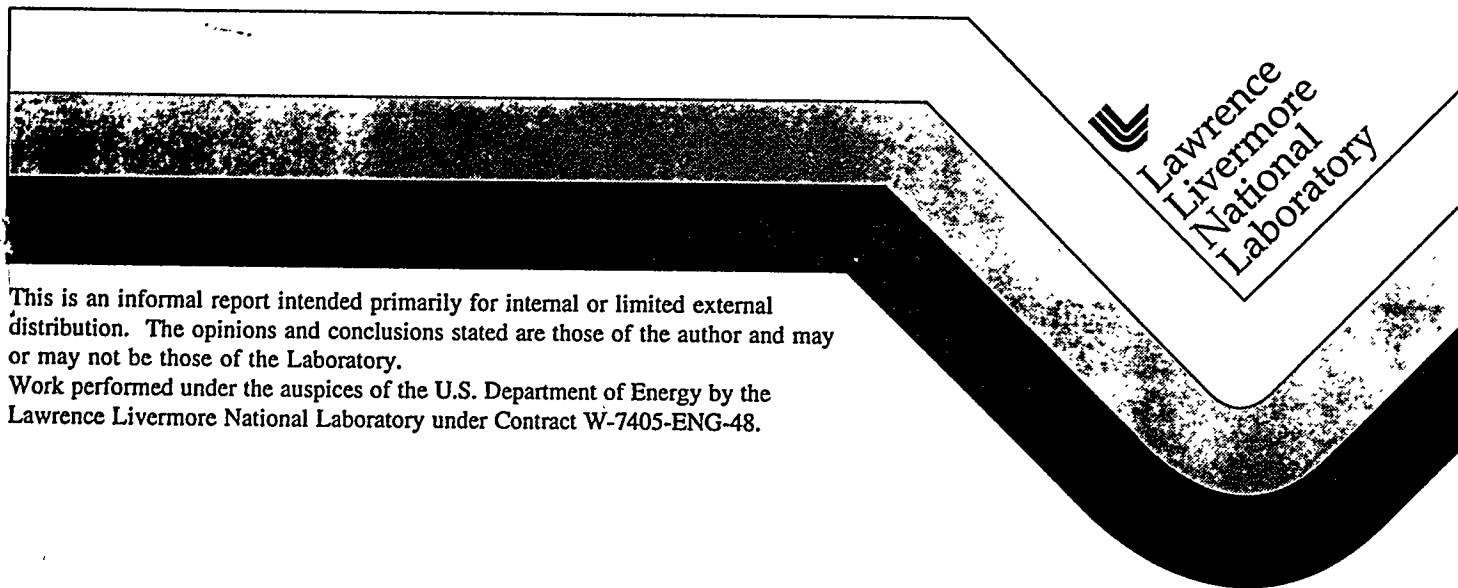 Lawrence
Livermore
National
Laboratory
This is an informal report intended primarily for internal or limited external
distribution. The opinions and conclusions stated are those of the author and may
or may not be those of the Laboratory.
Work performed under the auspices of the U.S. Department of Energy by the
Lawrence Livermore National Laboratory under Contract W-7405-ENG-48.